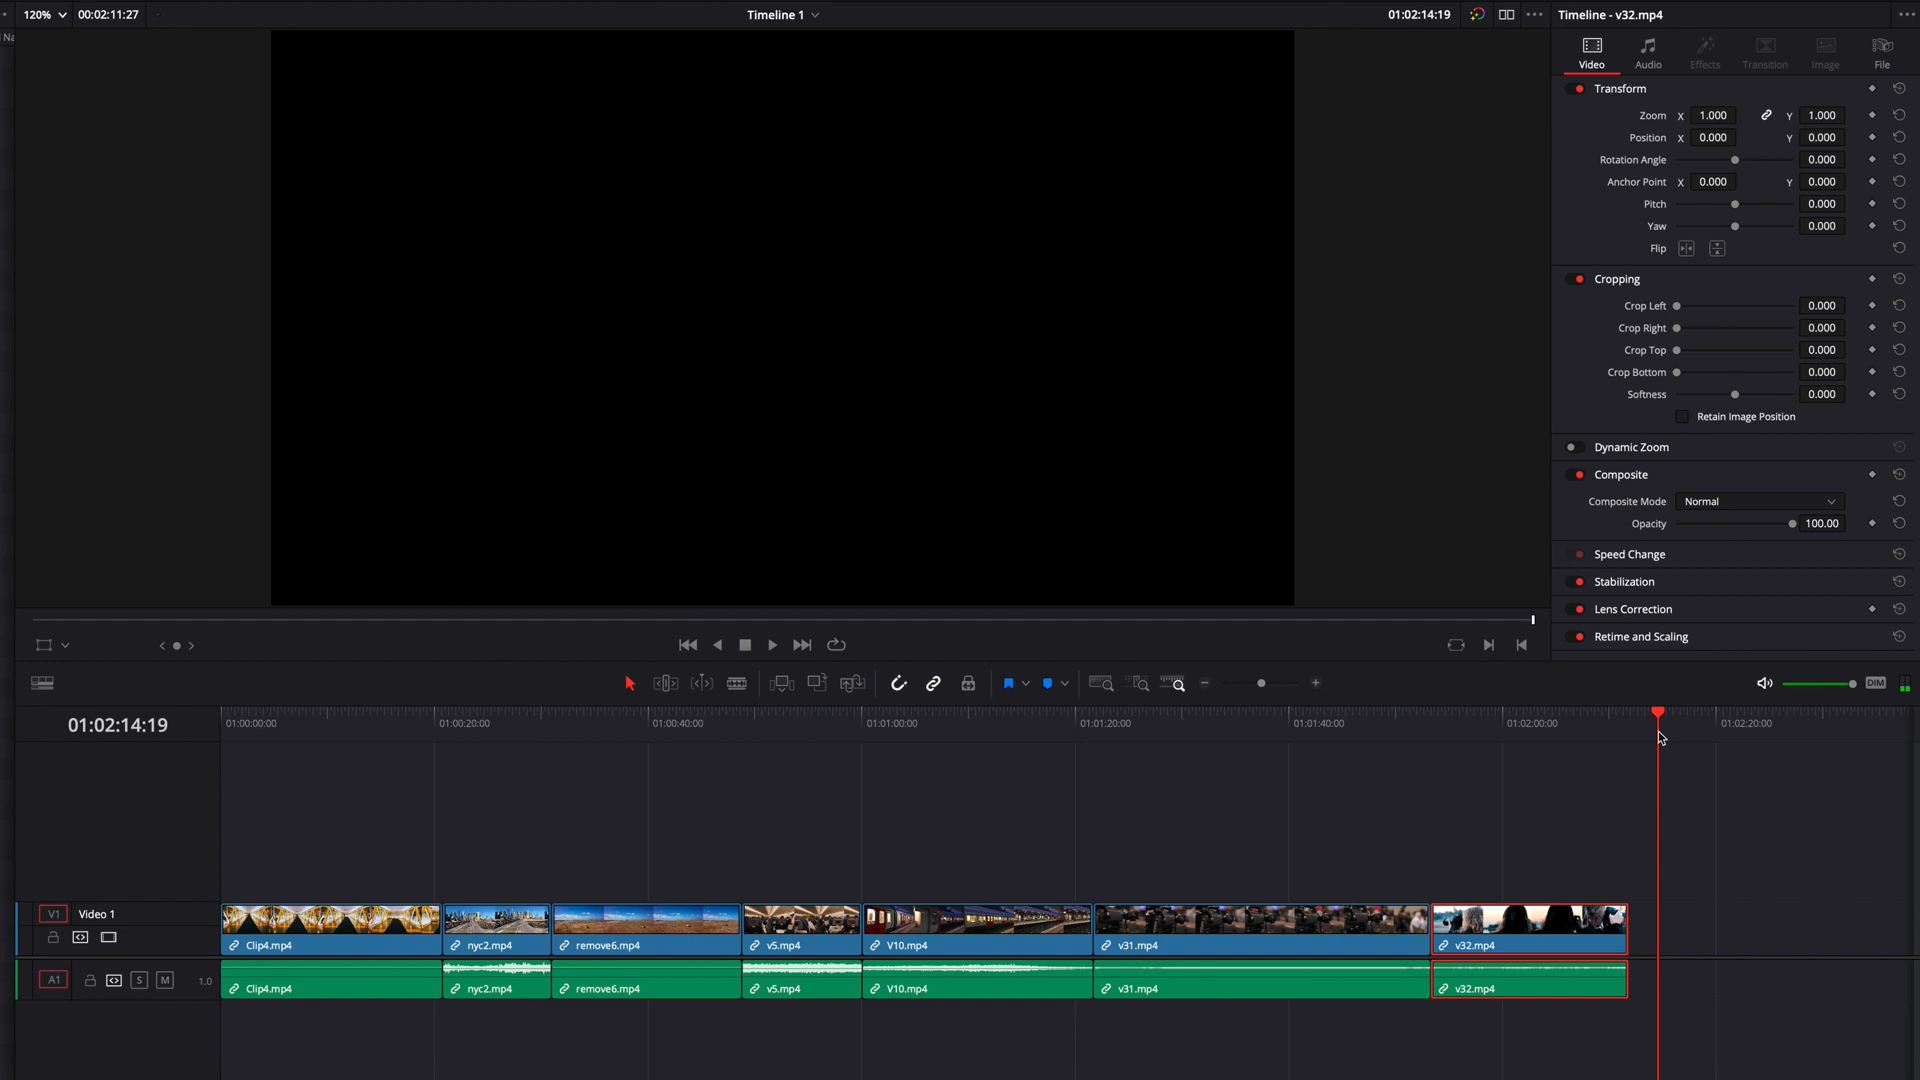 120% 00:02:11:27 Timeline 1 01:02:14:19 Timeline - v32.mp4
Na
Video Audio Effects Transition Image File
Transform
Zoom X 1.000 Y 1.000
Position X 0.000 Y 0.000
Rotation Angle 0.000
Anchor Point X 0.000 Y 0.000
Pitch 0.000
Yaw 0.000
Flip
Cropping
Crop Left 0.000
Crop Right 0.000
Crop Top 0.000
Crop Bottom 0.000
Softness 0.000
Retain Image Position
Dynamic Zoom
Composite
Composite Mode Normal
Opacity 100.00
Speed Change
Stabilization
Lens Correction
Retime and Scaling
DIM
01:02:14:19 01:00:00:00 01:00:20:00 01:00:40:00 01:01:00:00 01:01:20:00 01:01:40:00 01:02:00:00 01:02:20:00
V1 Video 1
Clip4.mp4 nyc2.mp4 remove6.mp4 v5.mp4 V10.mp4 v31.mp4 v32.mp4
A1 S M 1.0
Clip4.mp4 nyc2.mp4 remove6.mp4 v5.mp4 V10.mp4 v31.mp4 v32.mp4